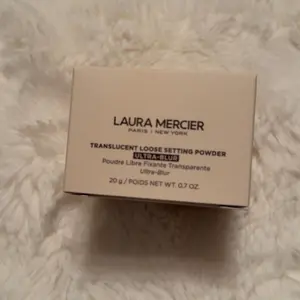 LAURA MERCIER
PARIS / NEW YORK
TRANSLUCENT LOOSE SETTING POWDER
ULTRA-BLUR
Poudre Libre Fixante Transparente
Ultra-Blur
20 g / POIDS NET WT. 0.7 OZ.